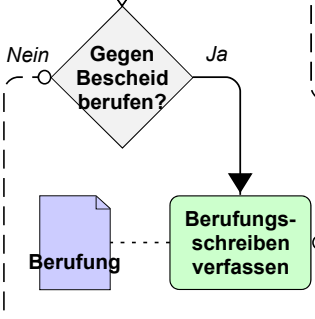 Nein
Gegen
Bescheid
berufen?
Ja
Berufung
Berufungs-
schreiben
verfassen